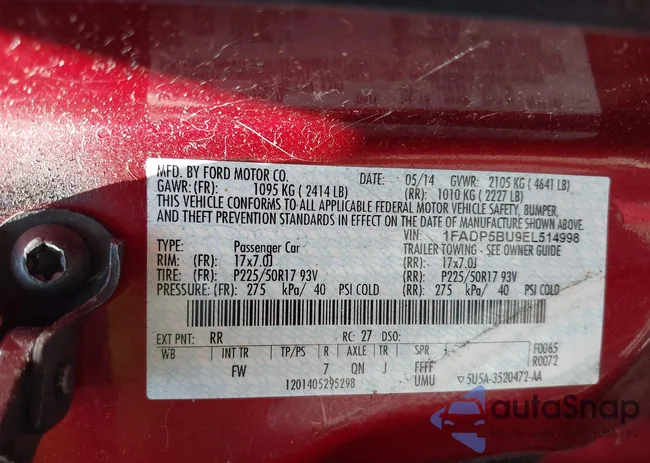 MFD. BY FORD MOTOR CO.
DATE: 05/14 GVWR: 2105 KG ( 4641 LB)
GAWR: (FR): 1095 KG ( 2414 LB) (RR): 1010 KG ( 2227 LB)
THIS VEHICLE CONFORMS TO ALL APPLICABLE FEDERAL MOTOR VEHICLE SAFETY, BUMPER,
AND THEFT PREVENTION STANDARDS IN EFFECT ON THE DATE OF MANUFACTURE SHOWN ABOVE.
VIN: 1FADP5BU9EL514998
TYPE: Passenger Car TRAILER TOWING - SEE OWNER GUIDE
RIM: (FR): 17x7.0J (RR): 17x7.0J
TIRE: (FR): P225/50R17 93V (RR): P225/50R17 93V
PRESSURE: (FR): 275 kPa/ 40 PSI COLD (RR): 275 kPa/ 40 PSI COLD
EXT PNT: RR RC: 27 DSO:
WB INT TR TP/PS R AXLE TR SPR F0065
R0072
FW 7 QN J FFFF
UMU
1201405295298
5U5A-3520472-AA
autoSnap